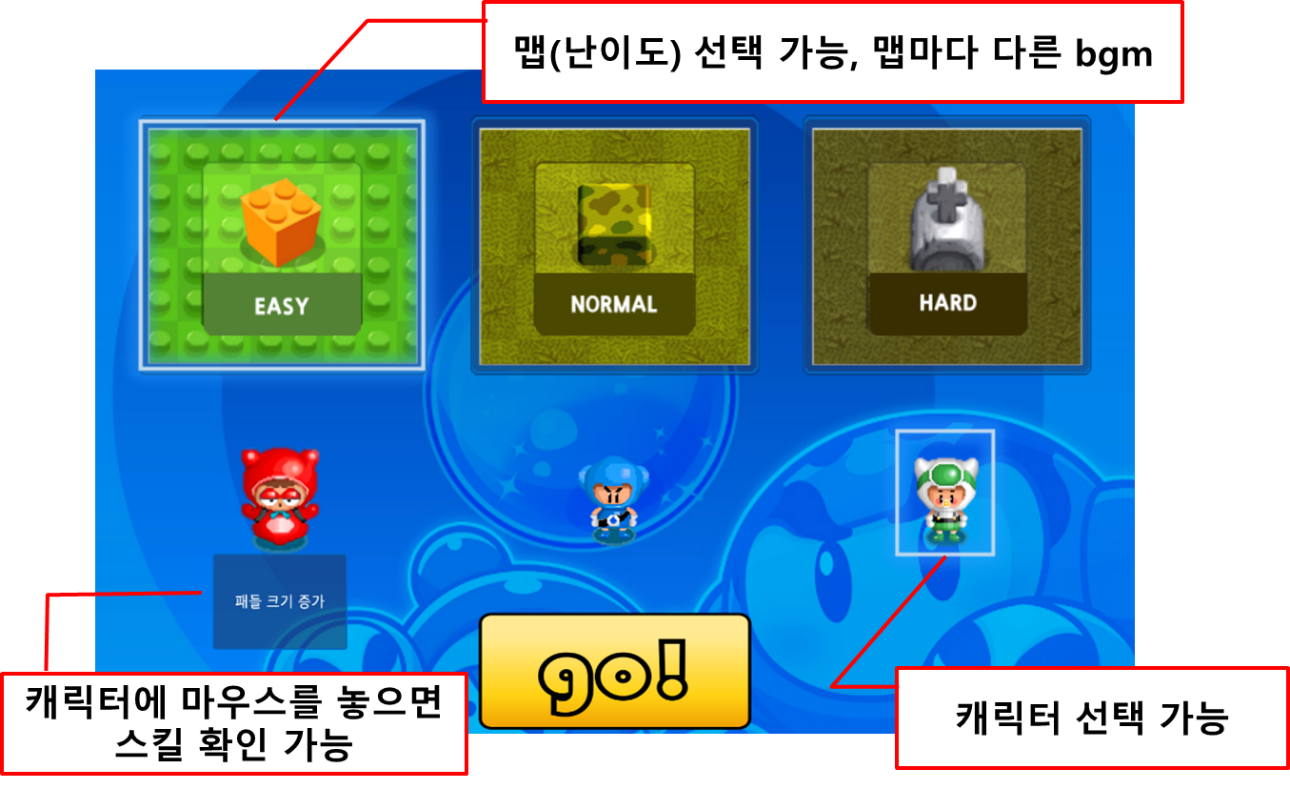 맵(난이도) 선택 가능, 맵마다 다른 bgm
EASY
NORMAL
HARD
패들 크기 증가
go!
캐릭터에 마우스를 놓으면
스킬 확인 가능
캐릭터 선택 가능